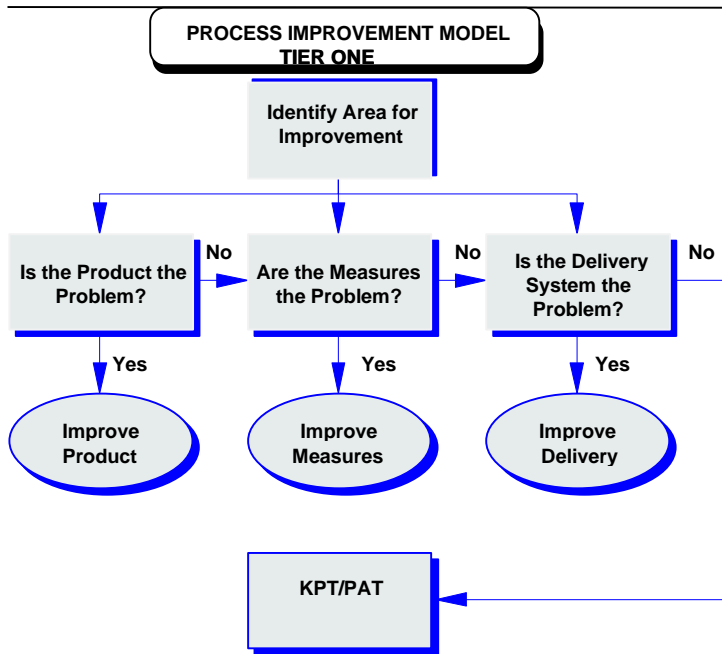 PROCESS IMPROVEMENT MODEL
TIER ONE
Identify Area for
Improvement
Is the Product the
Problem?
No
Are the Measures
the Problem?
No
Is the Delivery
System the
Problem?
No
Yes
Yes
Yes
Improve
Product
Improve
Measures
Improve
Delivery
KPT/PAT